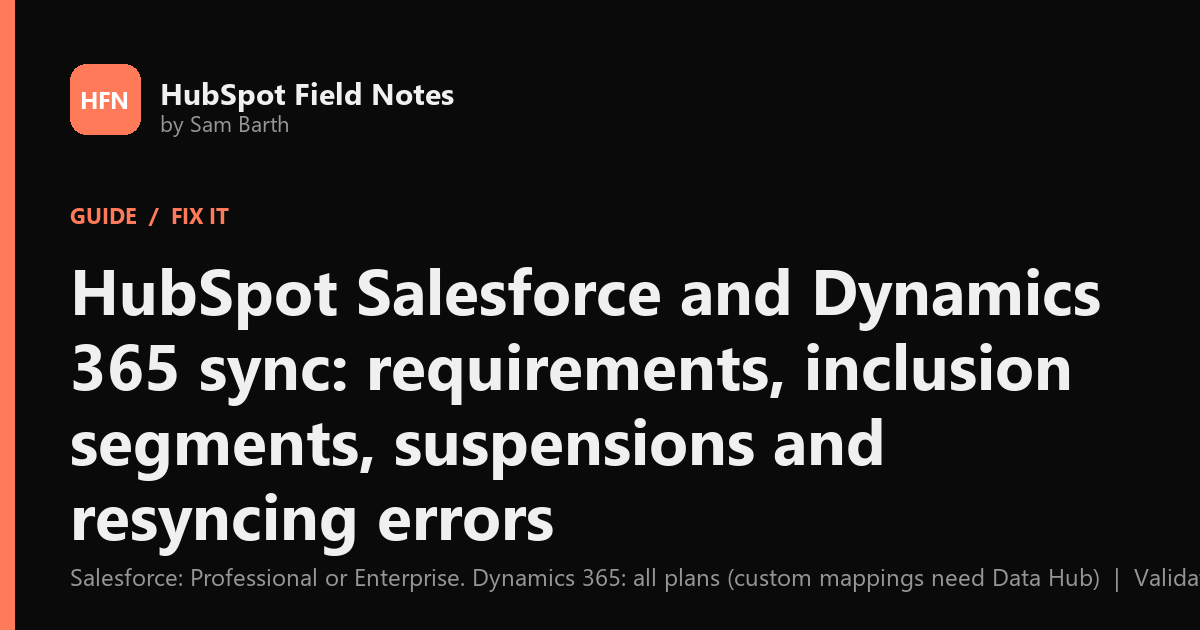 HFN
HubSpot Field Notes
by Sam Barth
GUIDE / FIX IT
HubSpot Salesforce and Dynamics
365 sync: requirements, inclusion
segments, suspensions and
resyncing errors
Salesforce: Professional or Enterprise. Dynamics 365: all plans (custom mappings need Data Hub) |